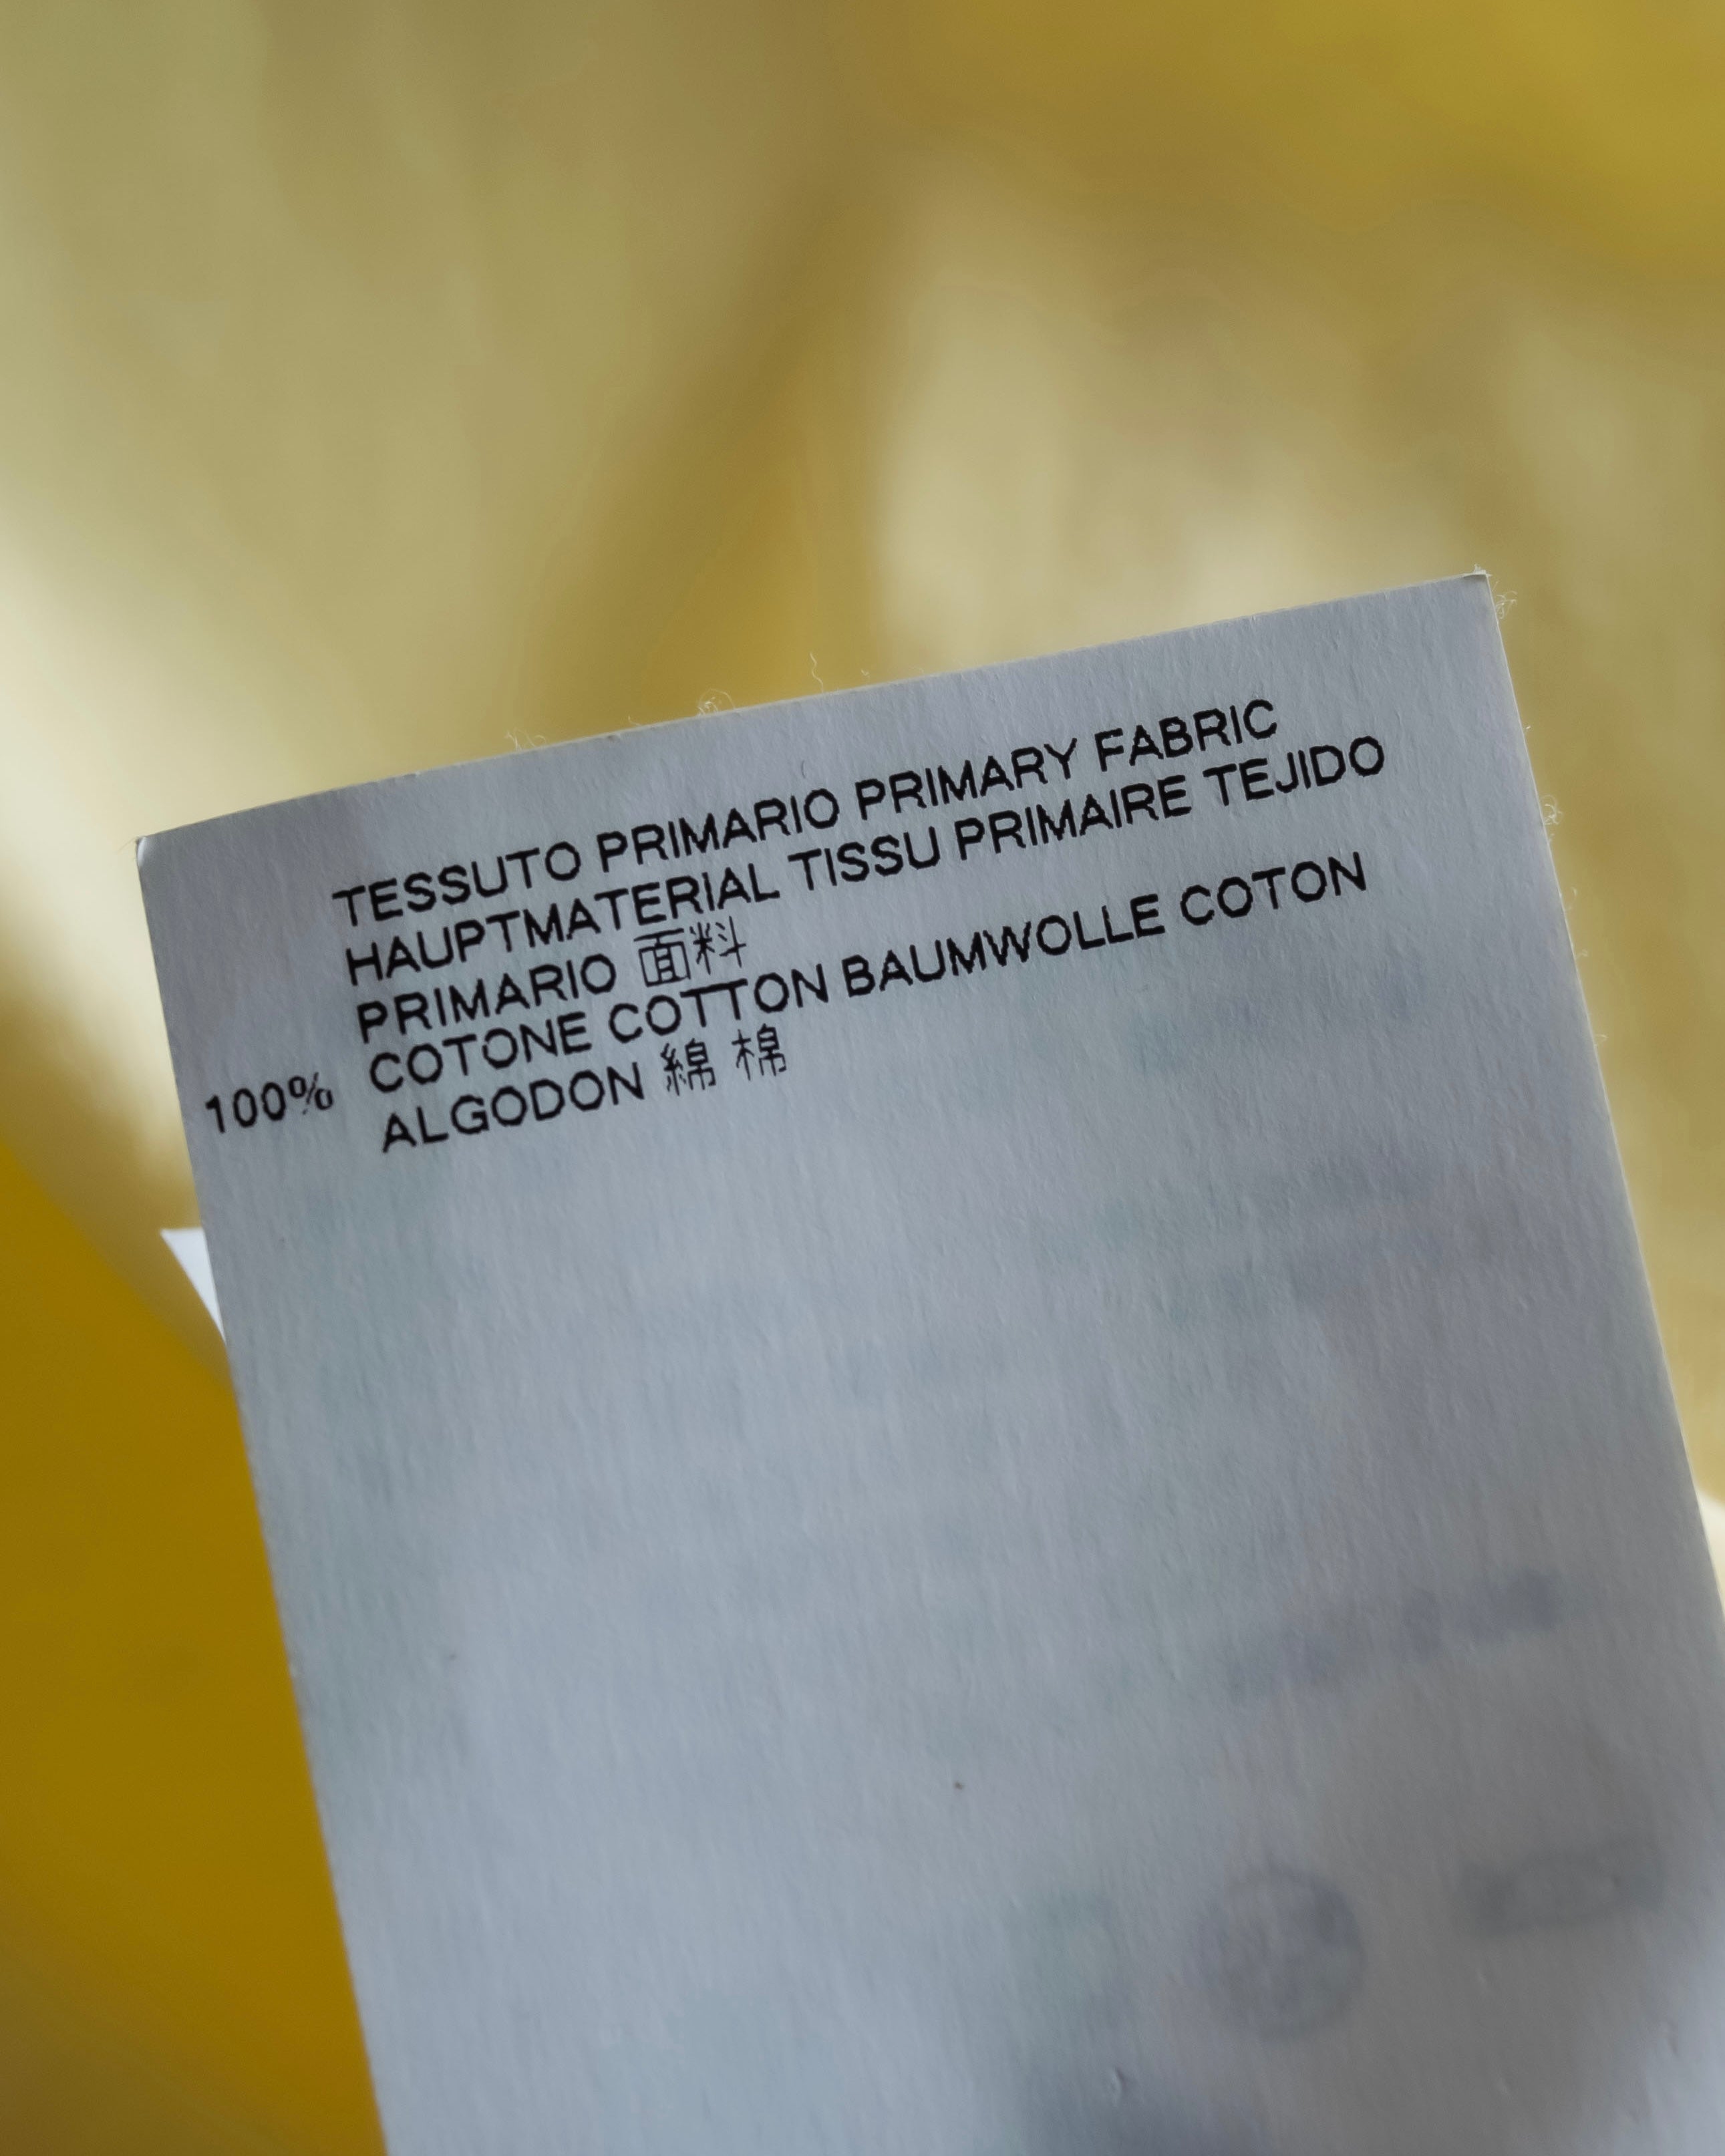 TESSUTO PRIMARIO PRIMARY FABRIC
HAUPTMATERIAL TISSU PRIMAIRE TEJIDO
PRIMARIO 面料
100% COTONE COTTON BAUMWOLLE COTON
ALGODON 綿 棉